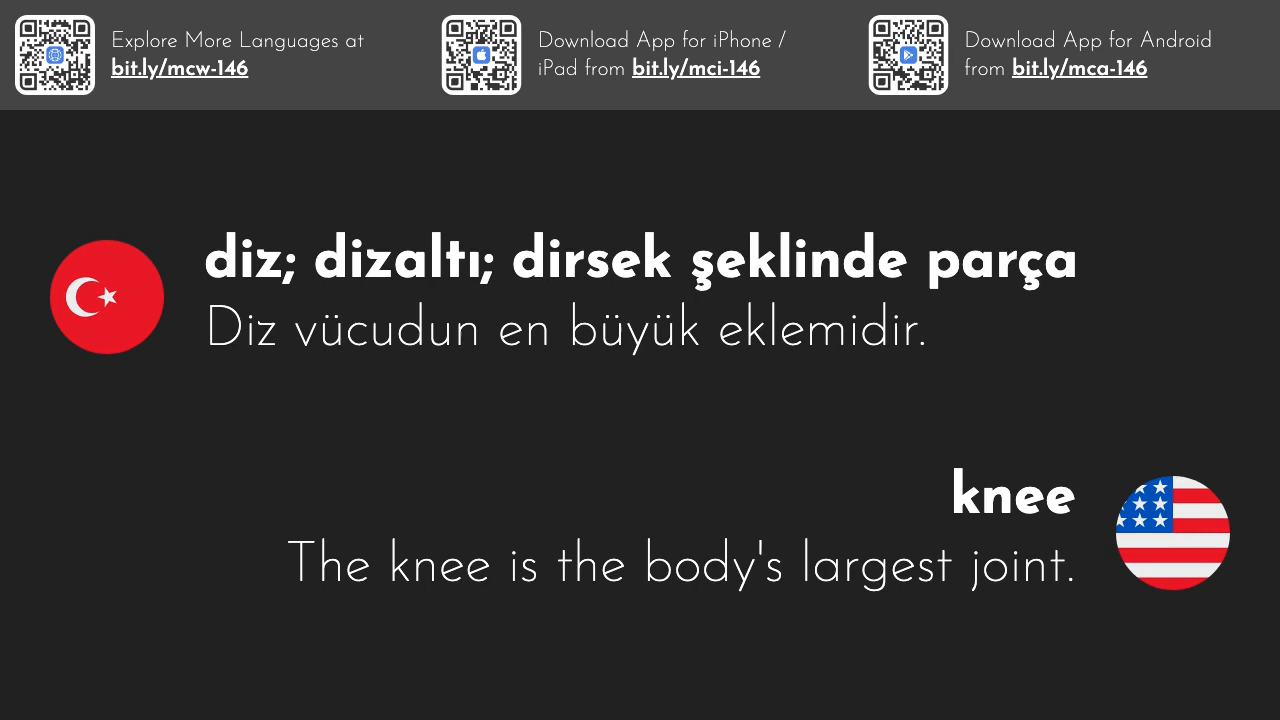 Explore More Languages at
bit.ly/mcw-146
Download App for iPhone /
iPad from bit.ly/mci-146
Download App for Android
from bit.ly/mca-146
diz; dizaltı; dirsek şeklinde parça
Diz vücudun en büyük eklemidir.
knee
The knee is the body's largest joint.